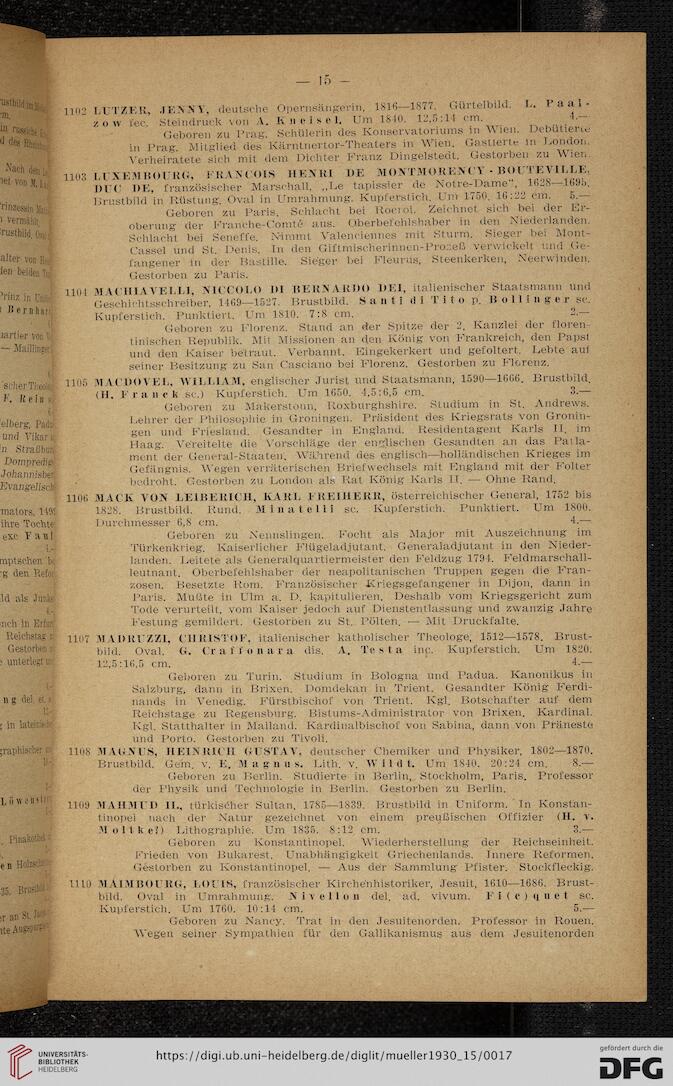 — 15 —
1102 LUTZER, JENNY, deutsche Opernsängerin, 1816—1877. Gürtelbild. L. Paal-
zow fec. Steindruck von A. Kneisel. Um 1840. 12,5:14 cm. 4.—
Geboren zu Prag. Schülerin des Konservatoriums in Wien. Debütierte
in Prag. Mitglied des Kärntnertor-Theaters in Wien. Gastierte in London.
Verheiratete sich mit dem Dichter Franz Dingelstedt. Gestorben zu Wien.
1103 LUXEMBOURG, FRANCOIS HENRI DE MONTMORENCY-BOUTEVILLE,
DUC DE, französischer Marschall, „Le tapissier de Notre-Dame“, 1628—1695.
Brustbild in Rüstung. Oval in Umrahmung. Kupferstich. Um 1750. 16:22 cm. 5.—
Geboren zu Paris. Schlacht bei Rocroi. Zeichnet sich bei der Er-
oberung der Franche-Comté aus. Oberbefehlshaber in den Niederlanden.
Schlacht bei Seneffe. Nimmt Valenciennes mit Sturm. Sieger bei Mont-
Cassel und St. Denis. In den Giftmischerinnen-Prozeß verwickelt und Ge-
fangener in der Bastille. Sieger bei Fleurus, Steenkerken, Neerwinden.
Gestorben zu Paris.
1104 MACHIAVELLI, NICCOLO DI BERNARDO DEI, italienischer Staatsmann und
Geschichtsschreiber, 1469—1527. Brustbild. Santi di Tito p. Bollinger sc.
Kupferstich. Punktiert. Um 1810. 7:8 cm. 2.—
Geboren zu Florenz. Stand an der Spitze der 2. Kanzlei der floren-
tinischen Republik. Mit Missionen an den König von Frankreich, den Papst
und den Kaiser betraut. Verbannt. Eingekerkert und gefoltert. Lebte auf
seiner Besitzung zu San Casciano bei Florenz. Gestorben zu Florenz.
1105 MACDOVEL, WILLIAM, englischer Jurist und Staatsmann, 1590—1666. Brustbild.
(H. Franck sc.) Kupferstich. Um 1650. 4,5:6,5 cm. 3.—
Geboren zu Makerstonn, Roxburghshire. Studium in St. Andrews.
Lehrer der Philosophie in Groningen. Präsident des Kriegsrats von Gronin-
gen und Friesland. Gesandter in England. Residentagent Karls II. im
Haag. Vereitelte die Vorschläge der englischen Gesandten an das Parla-
ment der General-Staaten. Während des englisch—holländischen Krieges im
Gefängnis. Wegen verräterischen Briefwechsels mit England mit der Folter
bedroht. Gestorben zu London als Rat König Karls II. — Ohne Rand.
1106 MACK VON LEIBERICH, KARL FREIHERR, österreichischer General, 1752 bis
1828. Brustbild. Rund. Minatelli sc. Kupferstich. Punktiert. Um 1800.
Durchmesser 6,8 cm. 4.—
Geboren zu Nennslingen. Focht als Major mit Auszeichnung im
Türkenkrieg. Kaiserlicher Flügeladjutant. Generaladjutant in den Nieder-
landen. Leitete als Generalquartiermeister den Feldzug 1794. Feldmarschall-
leutnant. Oberbefehlshaber der neapolitanischen Truppen gegen die Fran-
zosen. Besetzte Rom. Französischer Kriegsgefangener in Dijon, dann in
Paris. Mußte in Ulm a. D. kapitulieren. Deshalb vom Kriegsgericht zum
Tode verurteilt, vom Kaiser jedoch auf Dienstentlassung und zwanzig Jahre
Festung gemildert. Gestorben zu St. Pölten. — Mit Druckfalte.
1107 MADRUZZI, CHRISTOF, italienischer katholischer Theologe, 1512—1578. Brust-
bild. Oval. G. Craffonara dis. A. Testa inc. Kupferstich. Um 1820.
12,5:16,5 cm. 4.—
Geboren zu Turin. Studium in Bologna und Padua. Kanonikus in
Salzburg, dann in Brixen. Domdekan in Trient. Gesandter König Ferdi-
nands in Venedig. Fürstbischof von Trient. Kgl. Botschafter auf dem
Reichstage zu Regensburg. Bistums-Administrator von Brixen. Kardinal.
Kgl. Statthalter in Mailand. Kardinalbischof von Sabina, dann von Präneste
und Porto. Gestorben zu Tivoli.
1108 MAGNUS, HEINRICH GUSTAV, deutscher Chemiker und Physiker, 1802—1870.
Brustbild. Gem. v. E. Magnus. Lith. v. Wildt. Um 1840. 20:24 cm. 8.—
Geboren zu Berlin. Studierte in Berlin, Stockholm, Paris. Professor
der Physik und Technologie in Berlin. Gestorben zu Berlin.
1109 MAHMUD II., türkischer Sultan, 1785—1839. Brustbild in Uniform. In Konstan-
tinopel nach der Natur gezeichnet von einem preußischen Offizier (H. v.
Moltke?) Lithographie. Um 1835. 8:12 cm. 3.—
Geboren zu Konstantinopel. Wiederherstellung der Reichseinheit.
Frieden von Bukarest. Unabhängigkeit Griechenlands. Innere Reformen.
Gestorben zu Konstantinopel. — Aus der Sammlung Pfister. Stockfleckig.
1110 MAIMBOURG, LOUIS, französischer Kirchenhistoriker, Jesuit, 1610—1686. Brust-
bild. Oval in Umrahmung. Nivellon del. ad. vivum. Fi(c)quet sc.
Kupferstich. Um 1760. 10:14 cm. 5.—
Geboren zu Nancy. Trat in den Jesuitenorden. Professor in Rouen.
Wegen seiner Sympathien für den Gallikanismus aus dem Jesuitenorden
UNIVERSITÄTS-
BIBLIOTHEK
HEIDELBERG
https://digi.ub.uni-heidelberg.de/diglit/mueller1930_15/0017
gefördert durch die
DFG